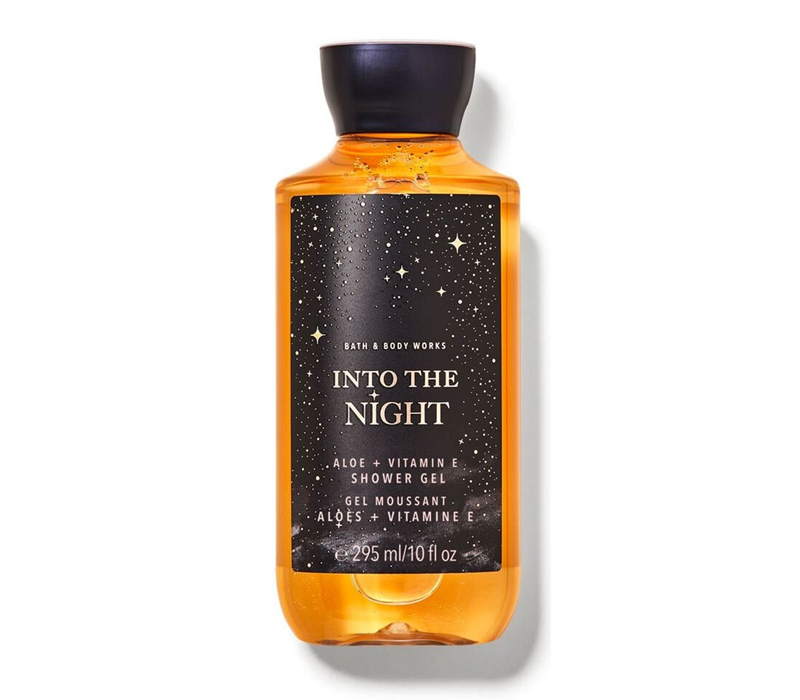 BATH & BODY WORKS
INTO THE
NIGHT
ALOE + VITAMIN E
SHOWER GEL
GEL MOUSSANT
ALOÈS + VITAMINE E
℮ 295 ml/10 fl oz